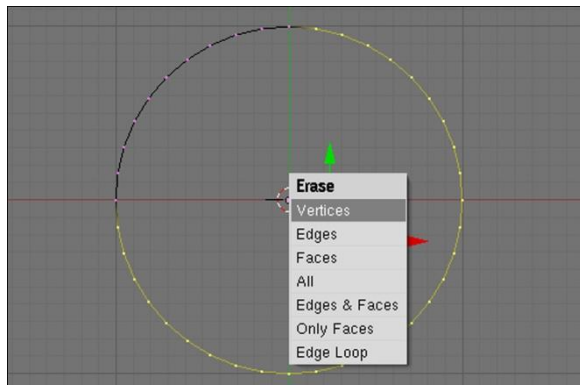 Erase
Vertices
Edges
Faces
All
Edges & Faces
Only Faces
Edge Loop